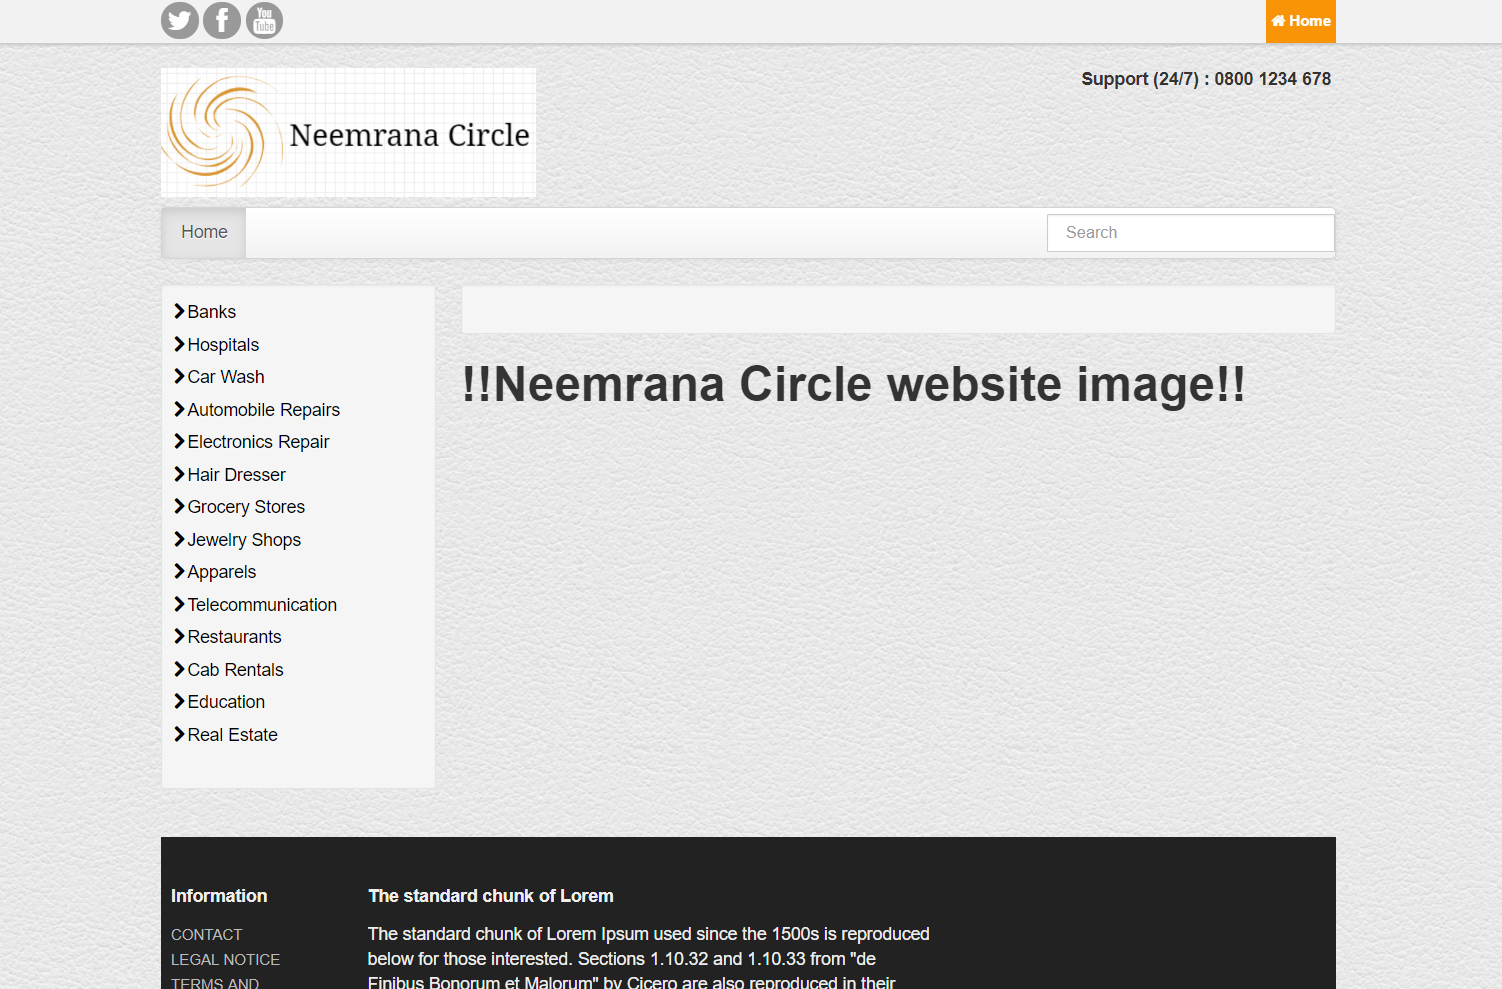 You
Tube
Home
Support (24/7) : 0800 1234 678
Neemrana Circle
Home
Search
Banks
Hospitals
Car Wash
Automobile Repairs
Electronics Repair
Hair Dresser
Grocery Stores
Jewelry Shops
Apparels
Telecommunication
Restaurants
Cab Rentals
Education
Real Estate
!!Neemrana Circle website image!!
Information
CONTACT
LEGAL NOTICE
TERMS AND
The standard chunk of Lorem
The standard chunk of Lorem Ipsum used since the 1500s is reproduced
below for those interested. Sections 1.10.32 and 1.10.33 from "de
Finibus Bonorum et Malorum" by Cicero are also reproduced in their